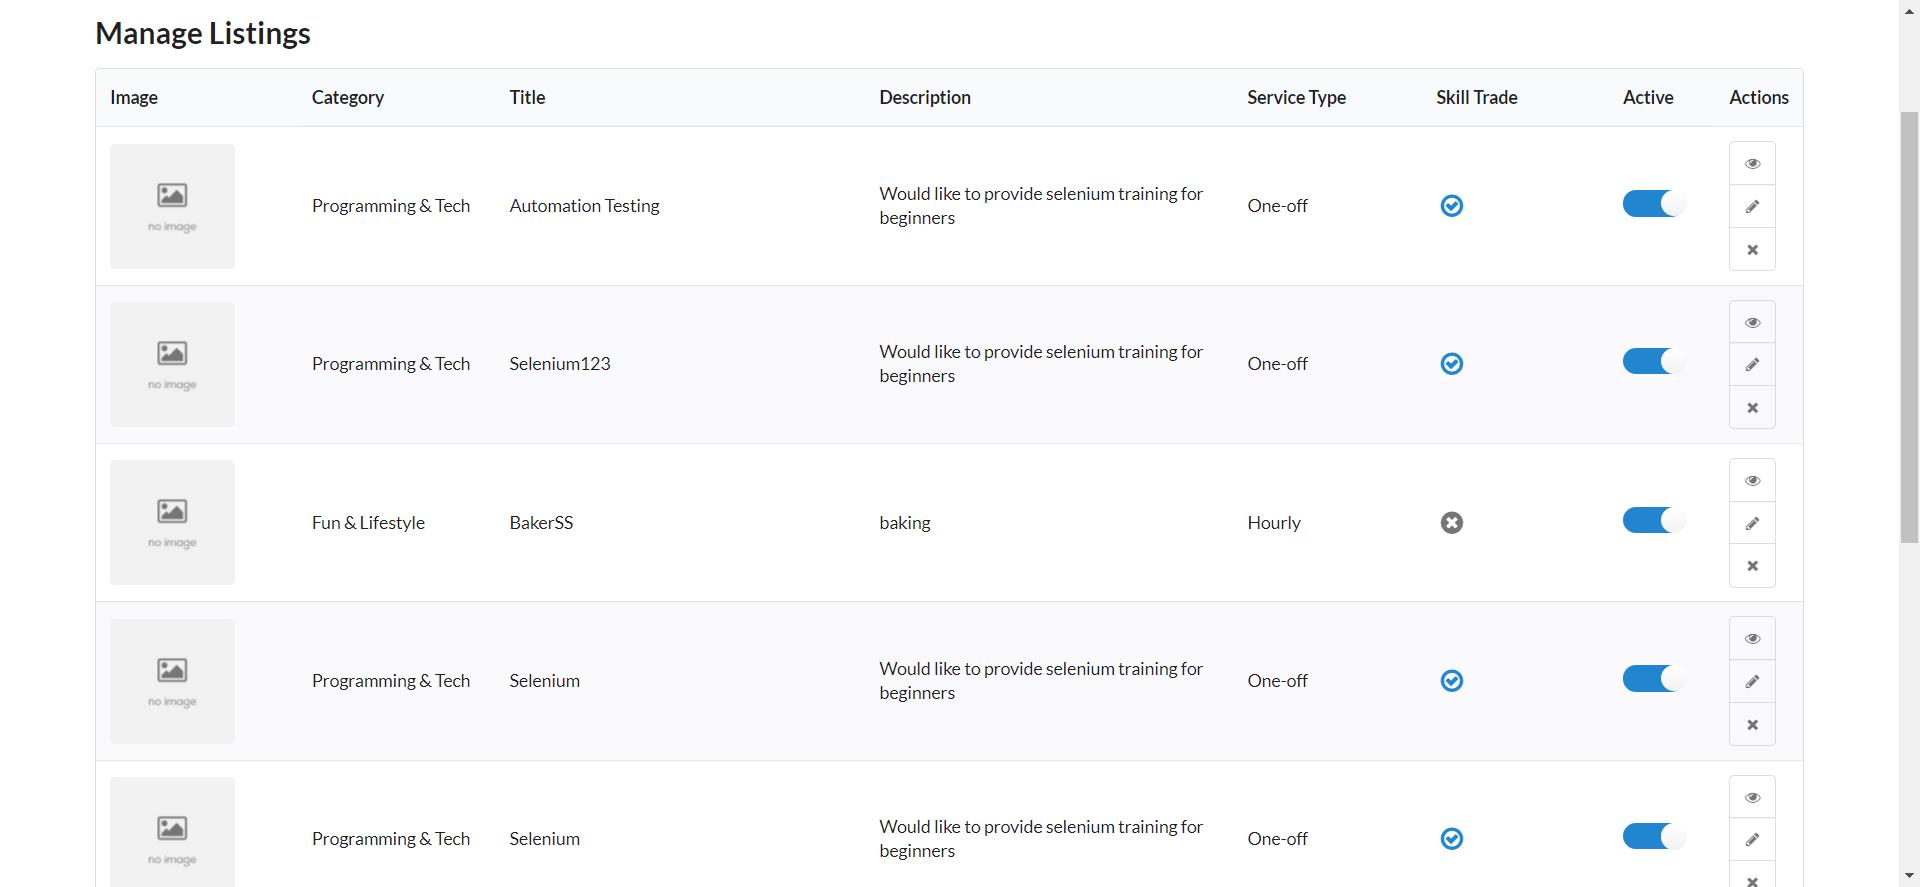 Manage Listings
Image Category Title Description Service Type Skill Trade Active Actions
no image
Programming & Tech
Automation Testing
Would like to provide selenium training for
beginners
One-off
no image
Programming & Tech
Selenium123
Would like to provide selenium training for
beginners
One-off
no image
Fun & Lifestyle
BakerSS
baking
Hourly
no image
Programming & Tech
Selenium
Would like to provide selenium training for
beginners
One-off
no image
Programming & Tech
Selenium
Would like to provide selenium training for
beginners
One-off